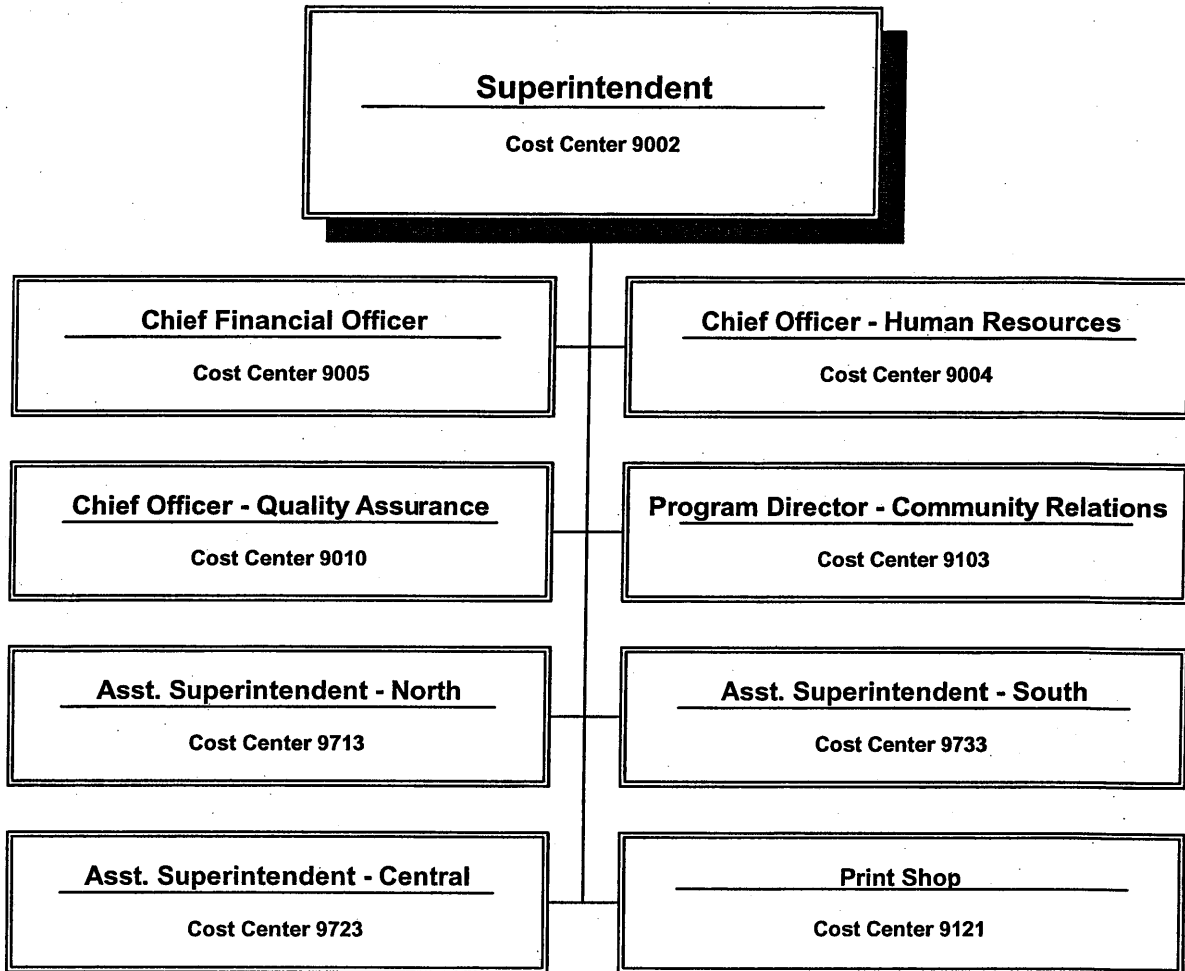 Superintendent
Cost Center 9002
Chief Financial Officer
Cost Center 9005
Chief Officer - Human Resources
Cost Center 9004
Chief Officer - Quality Assurance
Cost Center 9010
Program Director - Community Relations
Cost Center 9103
Asst. Superintendent - North
Cost Center 9713
Asst. Superintendent - South
Cost Center 9733
Asst. Superintendent - Central
Cost Center 9723
Print Shop
Cost Center 9121